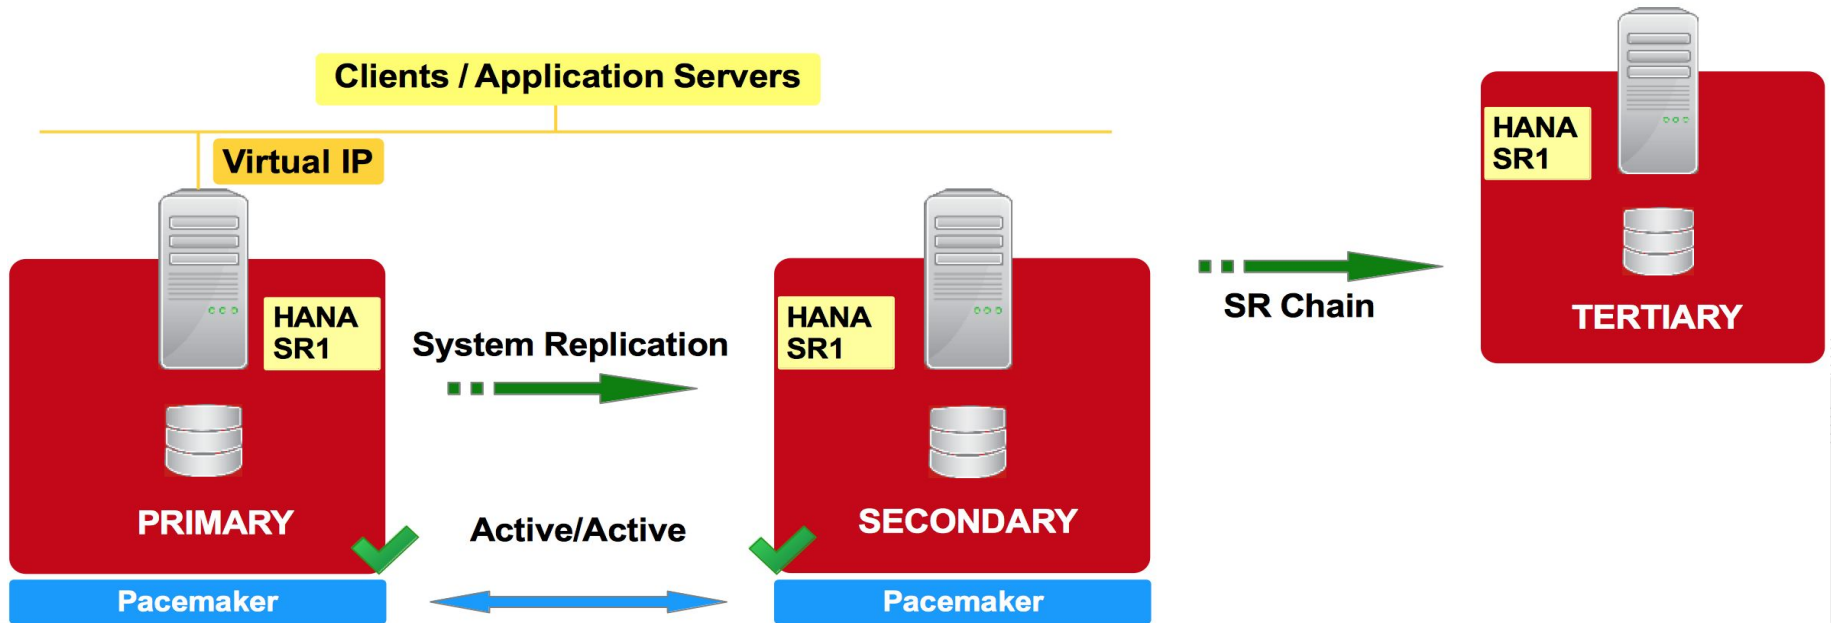 Clients / Application Servers
Virtual IP
HANA
SR1
PRIMARY
Pacemaker
System Replication
Active/Active
HANA
SR1
SECONDARY
Pacemaker
SR Chain
HANA
SR1
TERTIARY